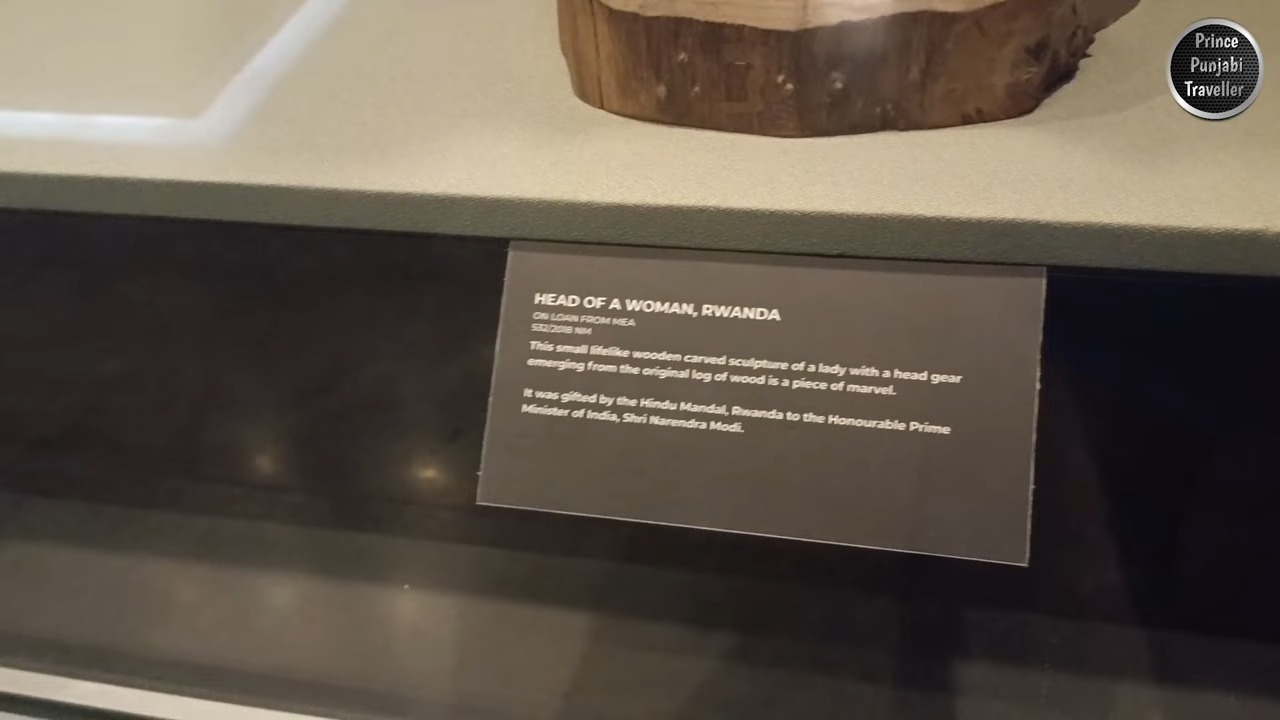 Prince
Punjabi
Traveller
HEAD OF A WOMAN, RWANDA
ON LOAN FROM MEA
532/2018 NM
This small lifelike wooden carved sculpture of a lady with a head gear
emerging from the original log of wood is a piece of marvel.
It was gifted by the Hindu Mandal, Rwanda to the Honourable Prime
Minister of India, Shri Narendra Modi.